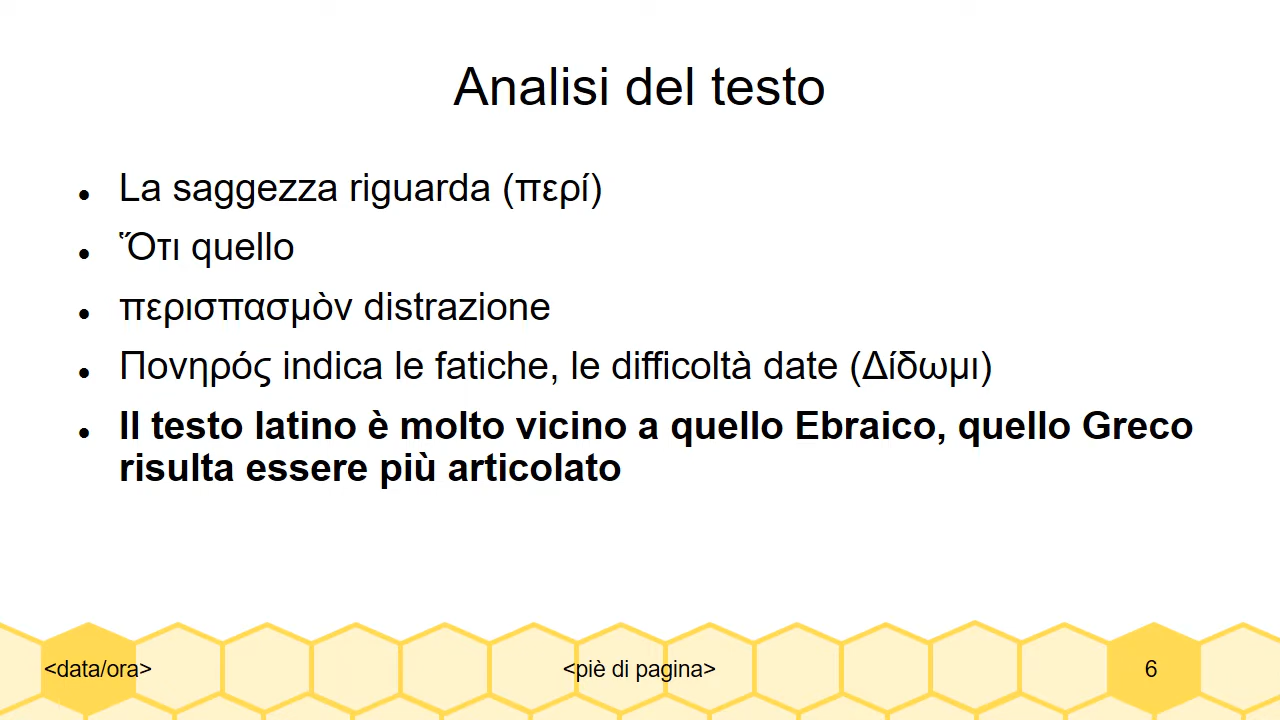 Analisi del testo
● La saggezza riguarda (περί)
● Ὅτι quello
● περισπασμὸν distrazione
● Πονηρός indica le fatiche, le difficoltà date (Δίδωμι)
● Il testo latino è molto vicino a quello Ebraico, quello Greco
risulta essere più articolato
<data/ora>
<piè di pagina>
6